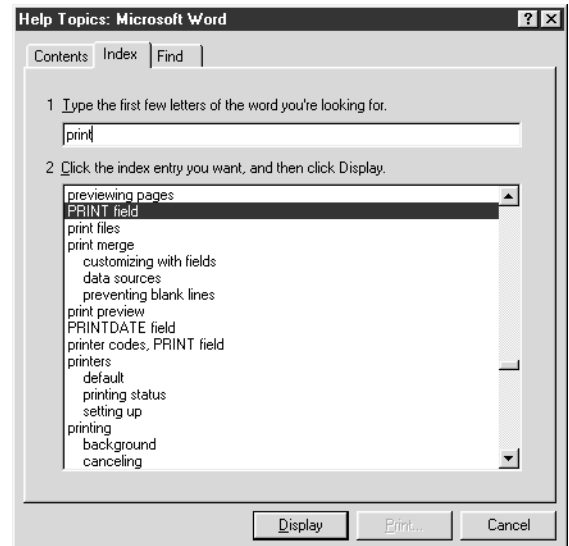 Help Topics: Microsoft Word
Contents Index Find
1 Type the first few letters of the word you're looking for.
print
2 Click the index entry you want, and then click Display.
previewing pages
PRINT field
print files
print merge
customizing with fields
data sources
preventing blank lines
print preview
PRINTDATE field
printer codes, PRINT field
printers
default
printing status
setting up
printing
background
canceling
Display Print... Cancel